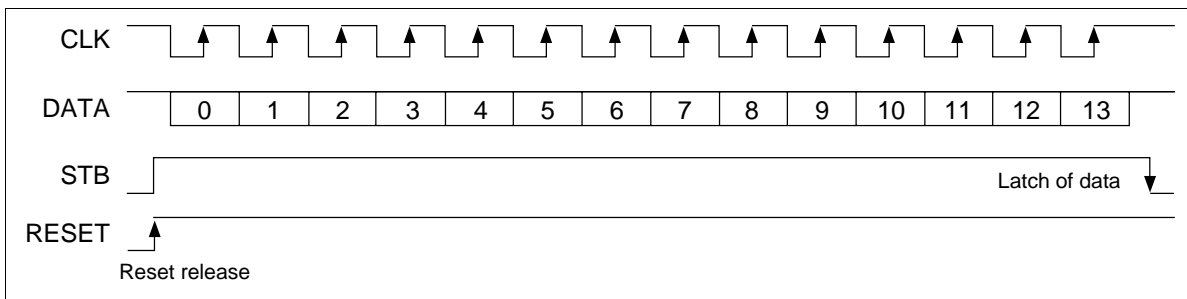 CLK
DATA 0 1 2 3 4 5 6 7 8 9 10 11 12 13
STB
Latch of data
RESET
Reset release